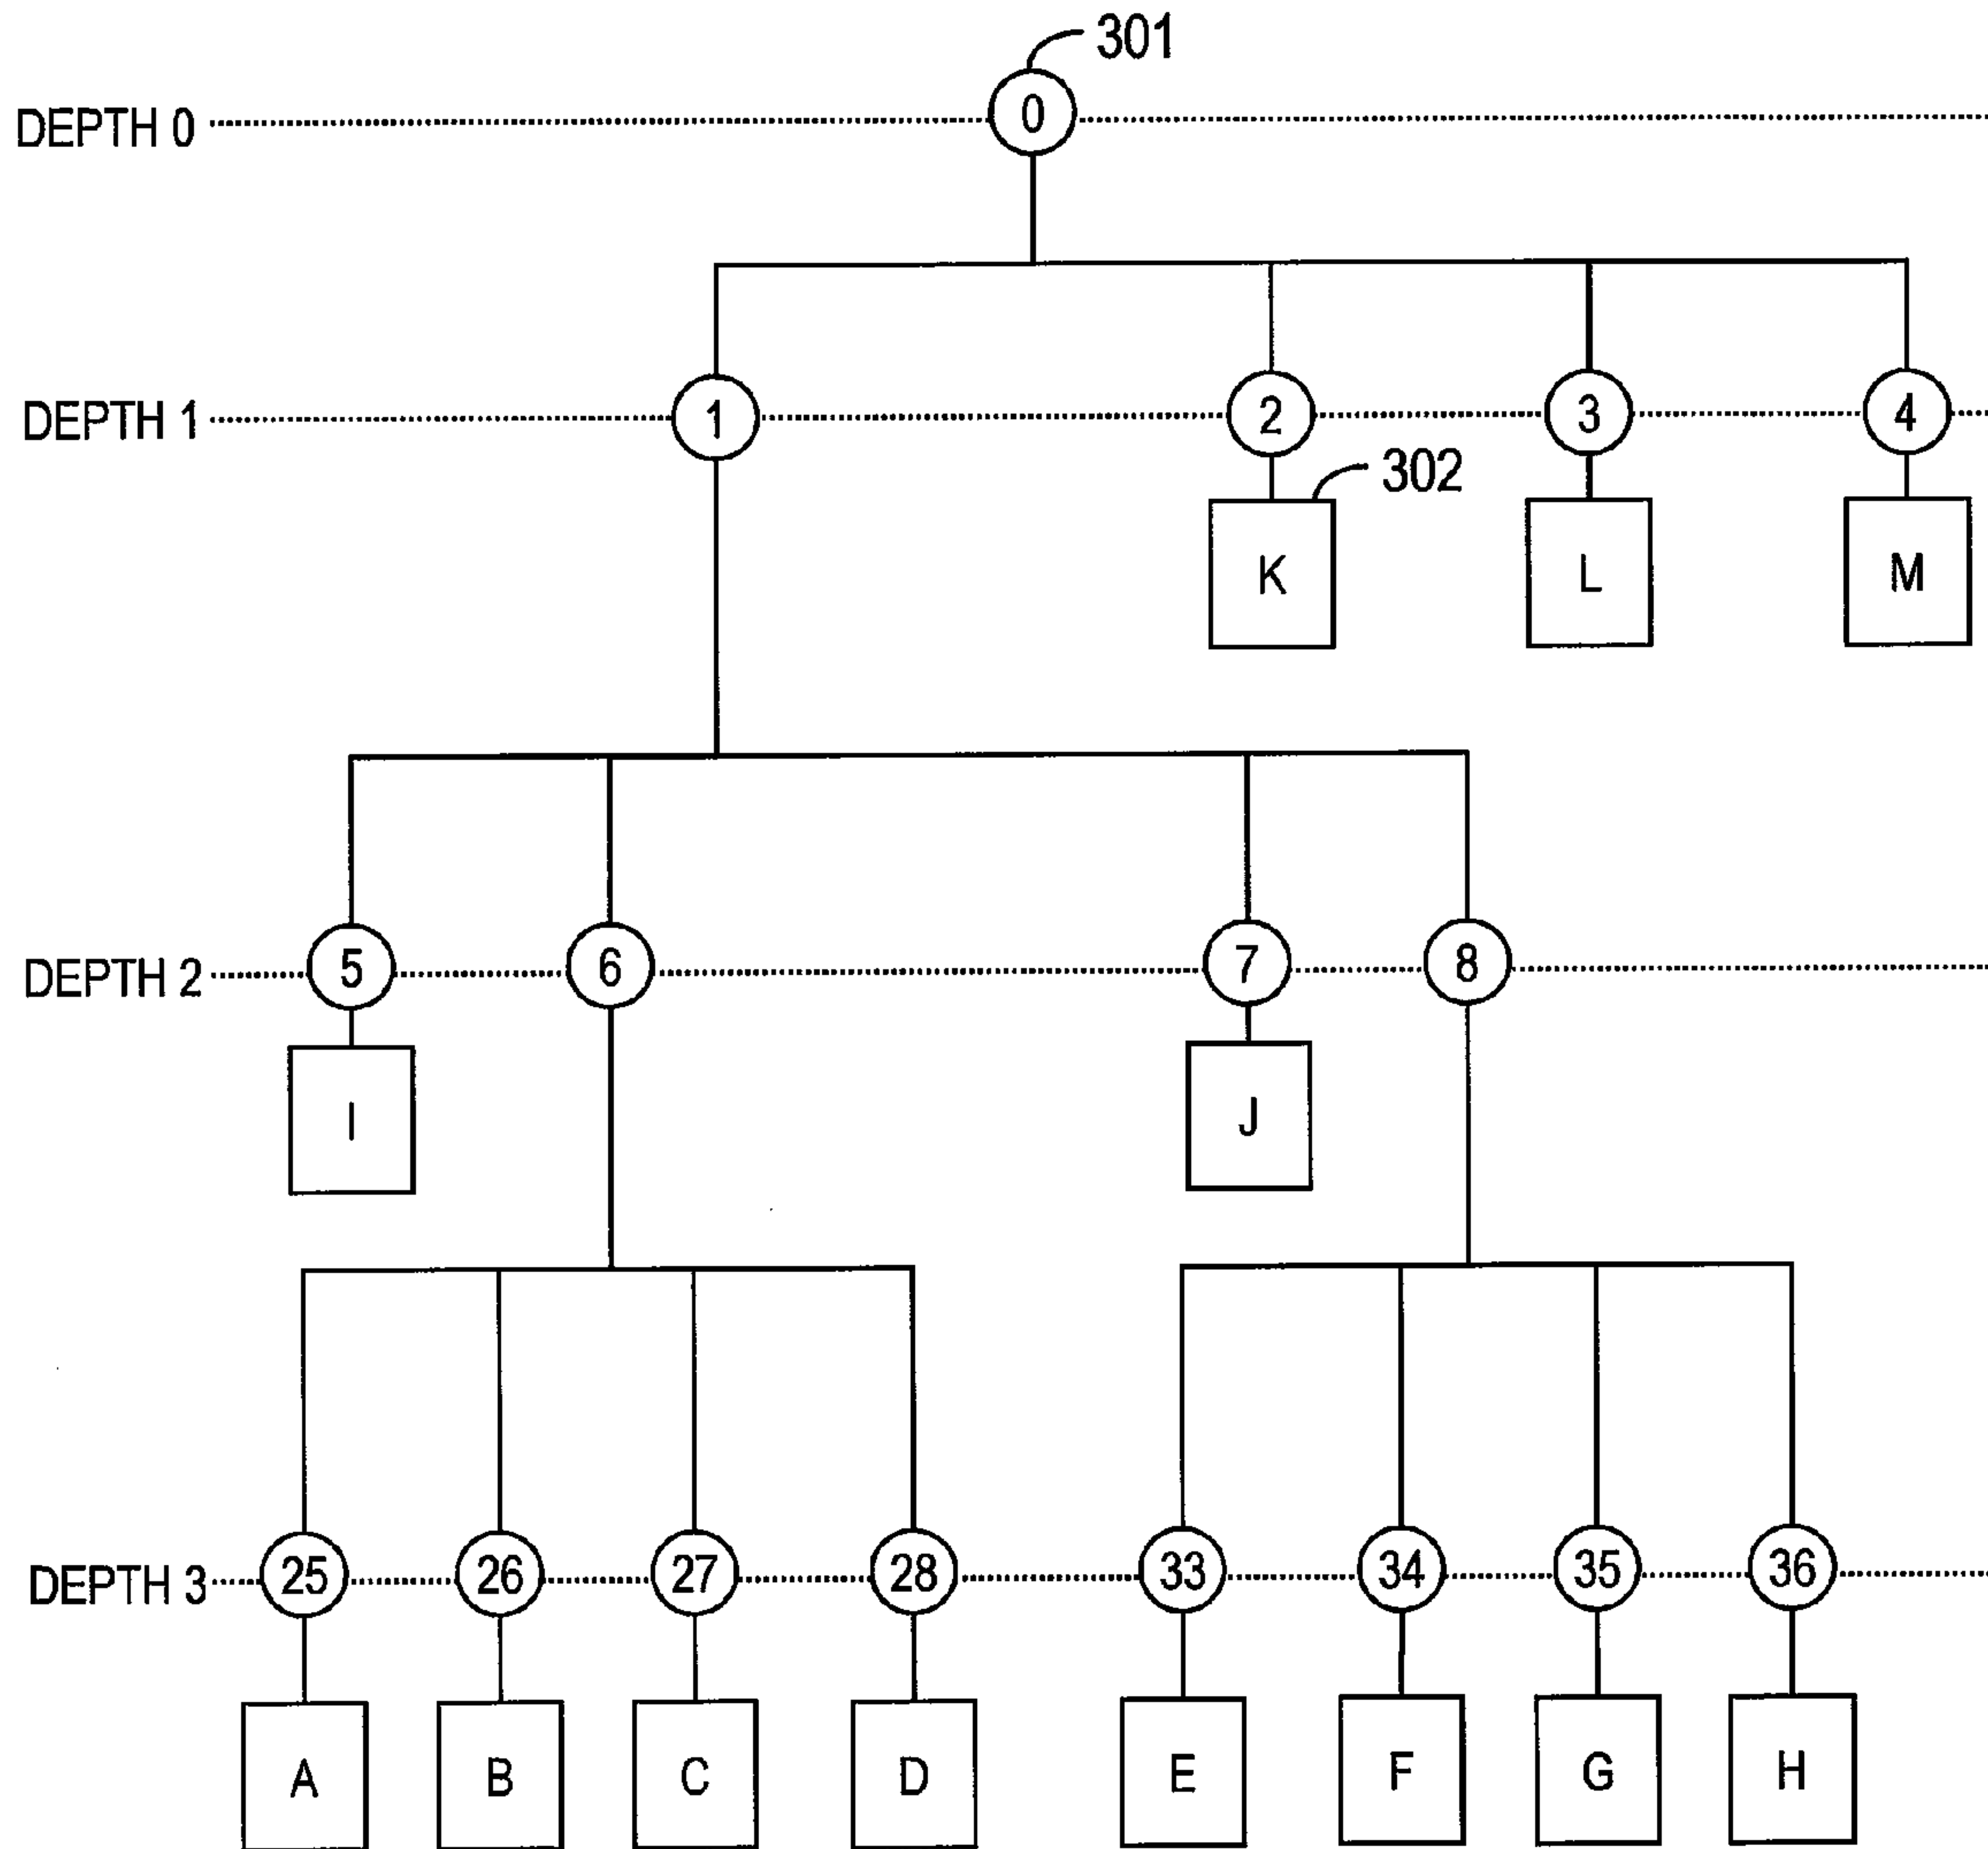 301
DEPTH 0 0
DEPTH 1 1 2 3 4
302
K L M
DEPTH 2 5 6 7 8
I J
DEPTH 3 25 26 27 28 33 34 35 36
A B C D E F G H